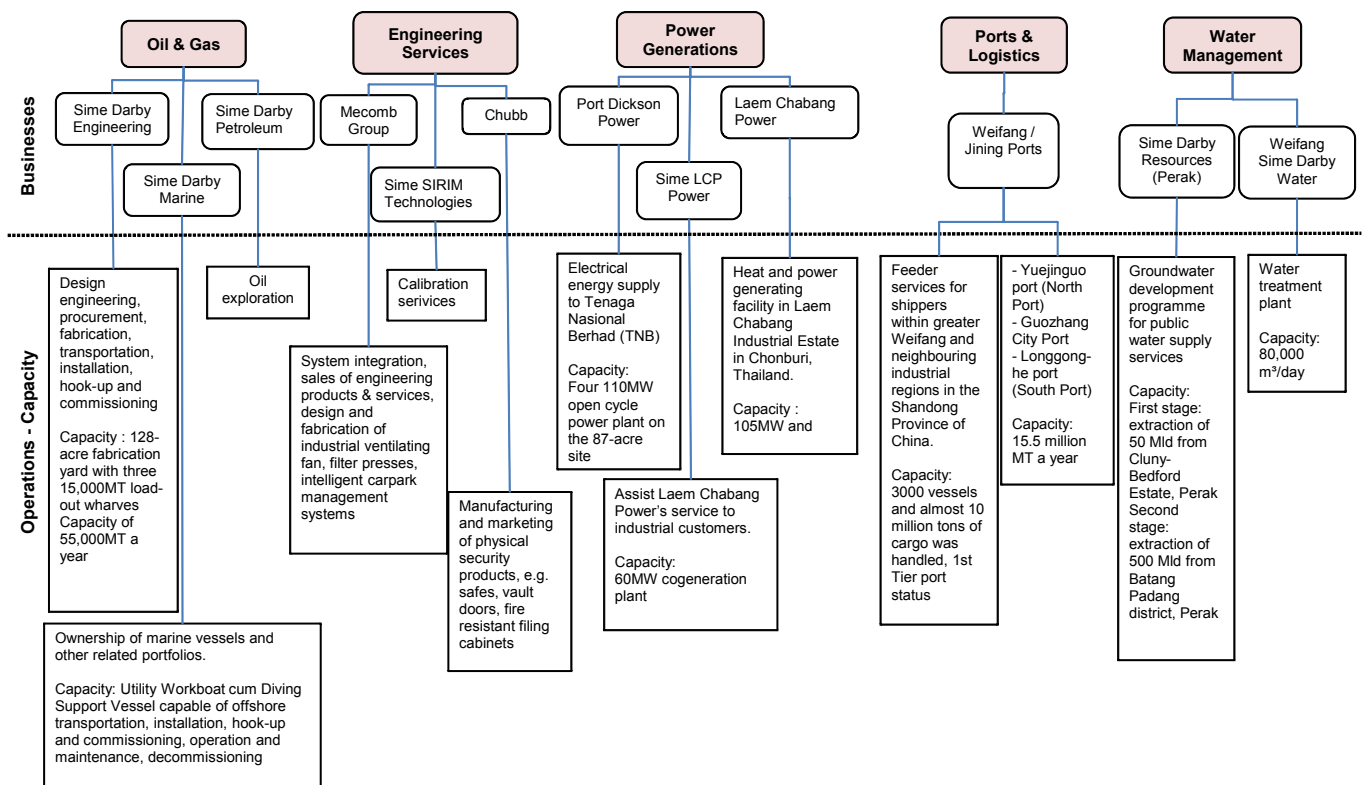 Oil & Gas
Engineering
Services
Power
Generations
Ports &
Logistics
Water
Management
Businesses
Sime Darby
Engineering
Sime Darby
Petroleum
Sime Darby
Marine
Mecomb
Group
Chubb
Sime SIRIM
Technologies
Port Dickson
Power
Laem Chabang
Power
Sime LCP
Power
Weifang /
Jining Ports
Sime Darby
Resources
(Perak)
Weifang
Sime Darby
Water
Operations - Capacity
Design
engineering,
procurement,
fabrication,
transportation,
installation,
hook-up and
commissioning
Capacity : 128-
acre fabrication
yard with three
15,000MT load-
out wharves
Capacity of
55,000MT a
year
Oil
exploration
Ownership of marine vessels and
other related portfolios.
Capacity: Utility Workboat cum Diving
Support Vessel capable of offshore
transportation, installation, hook-up
and commissioning, operation and
maintenance, decommissioning
Calibration
serivices
System integration,
sales of engineering
products & services,
design and
fabrication of
industrial ventilating
fan, filter presses,
intelligent carpark
management
systems
Manufacturing
and marketing
of physical
security
products, e.g.
safes, vault
doors, fire
resistant filing
cabinets
Electrical
energy supply
to Tenaga
Nasional
Berhad (TNB)
Capacity:
Four 110MW
open cycle
power plant on
the 87-acre
site
Heat and power
generating
facility in Laem
Chabang
Industrial Estate
in Chonburi,
Thailand.
Capacity :
105MW and
Assist Laem Chabang
Power's service to
industrial customers.
Capacity:
60MW cogeneration
plant
Feeder
services for
shippers within
greater
Weifang and
neighbouring
industrial
regions in the
Shandong
Province of
China.
Capacity:
3000 vessels
and almost 10
million tons of
cargo was
handled, 1st
Tier port
status
- Yuejinguo
port (North
Port)
- Guozhang
City Port
- Longgong-
he port
(South Port)
Capacity:
15.5 million
MT a year
Groundwater
development
programme
for public
water supply
services
Capacity:
First stage:
extraction of
50 Mld from
Cluny-
Bedford
Estate, Perak
Second
stage:
extraction of
500 Mld from
Batang
Padang
district, Perak
Water
treatment
plant
Capacity:
80,000
m³/day